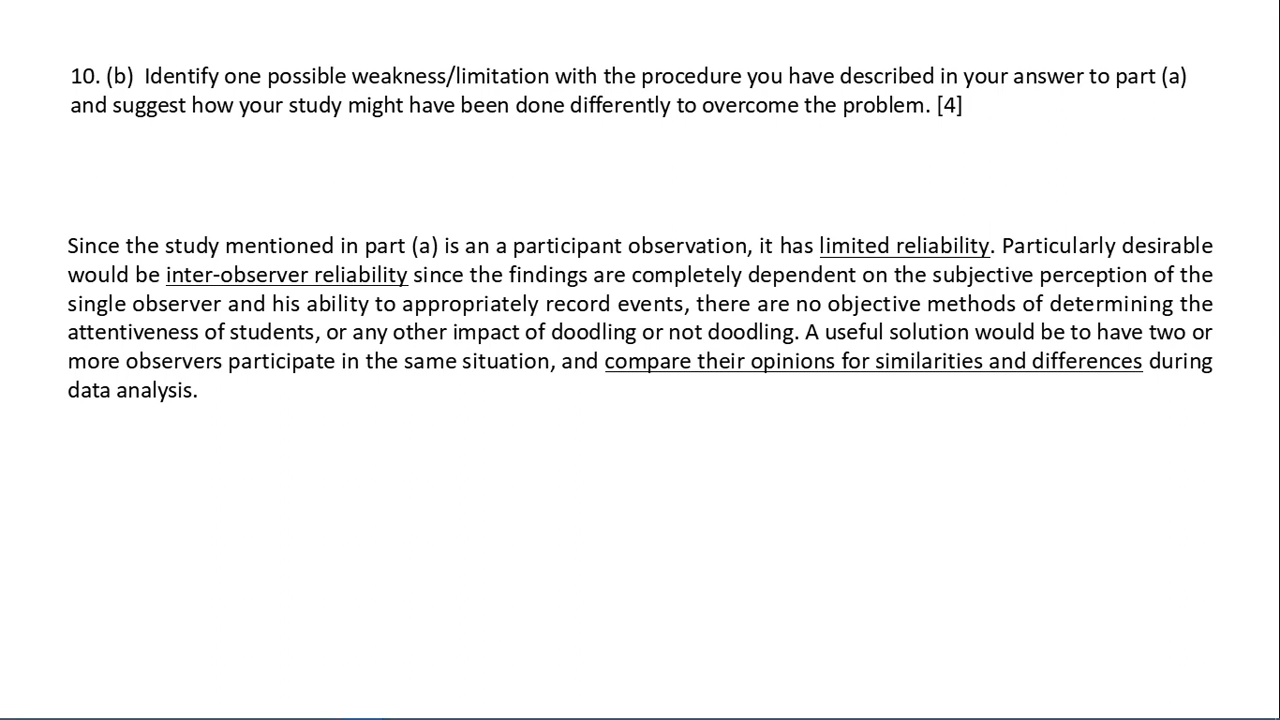 10. (b) Identify one possible weakness/limitation with the procedure you have described in your answer to part (a)
and suggest how your study might have been done differently to overcome the problem. [4]
Since the study mentioned in part (a) is an a participant observation, it has limited reliability. Particularly desirable
would be inter-observer reliability since the findings are completely dependent on the subjective perception of the
single observer and his ability to appropriately record events, there are no objective methods of determining the
attentiveness of students, or any other impact of doodling or not doodling. A useful solution would be to have two or
more observers participate in the same situation, and compare their opinions for similarities and differences during
data analysis.